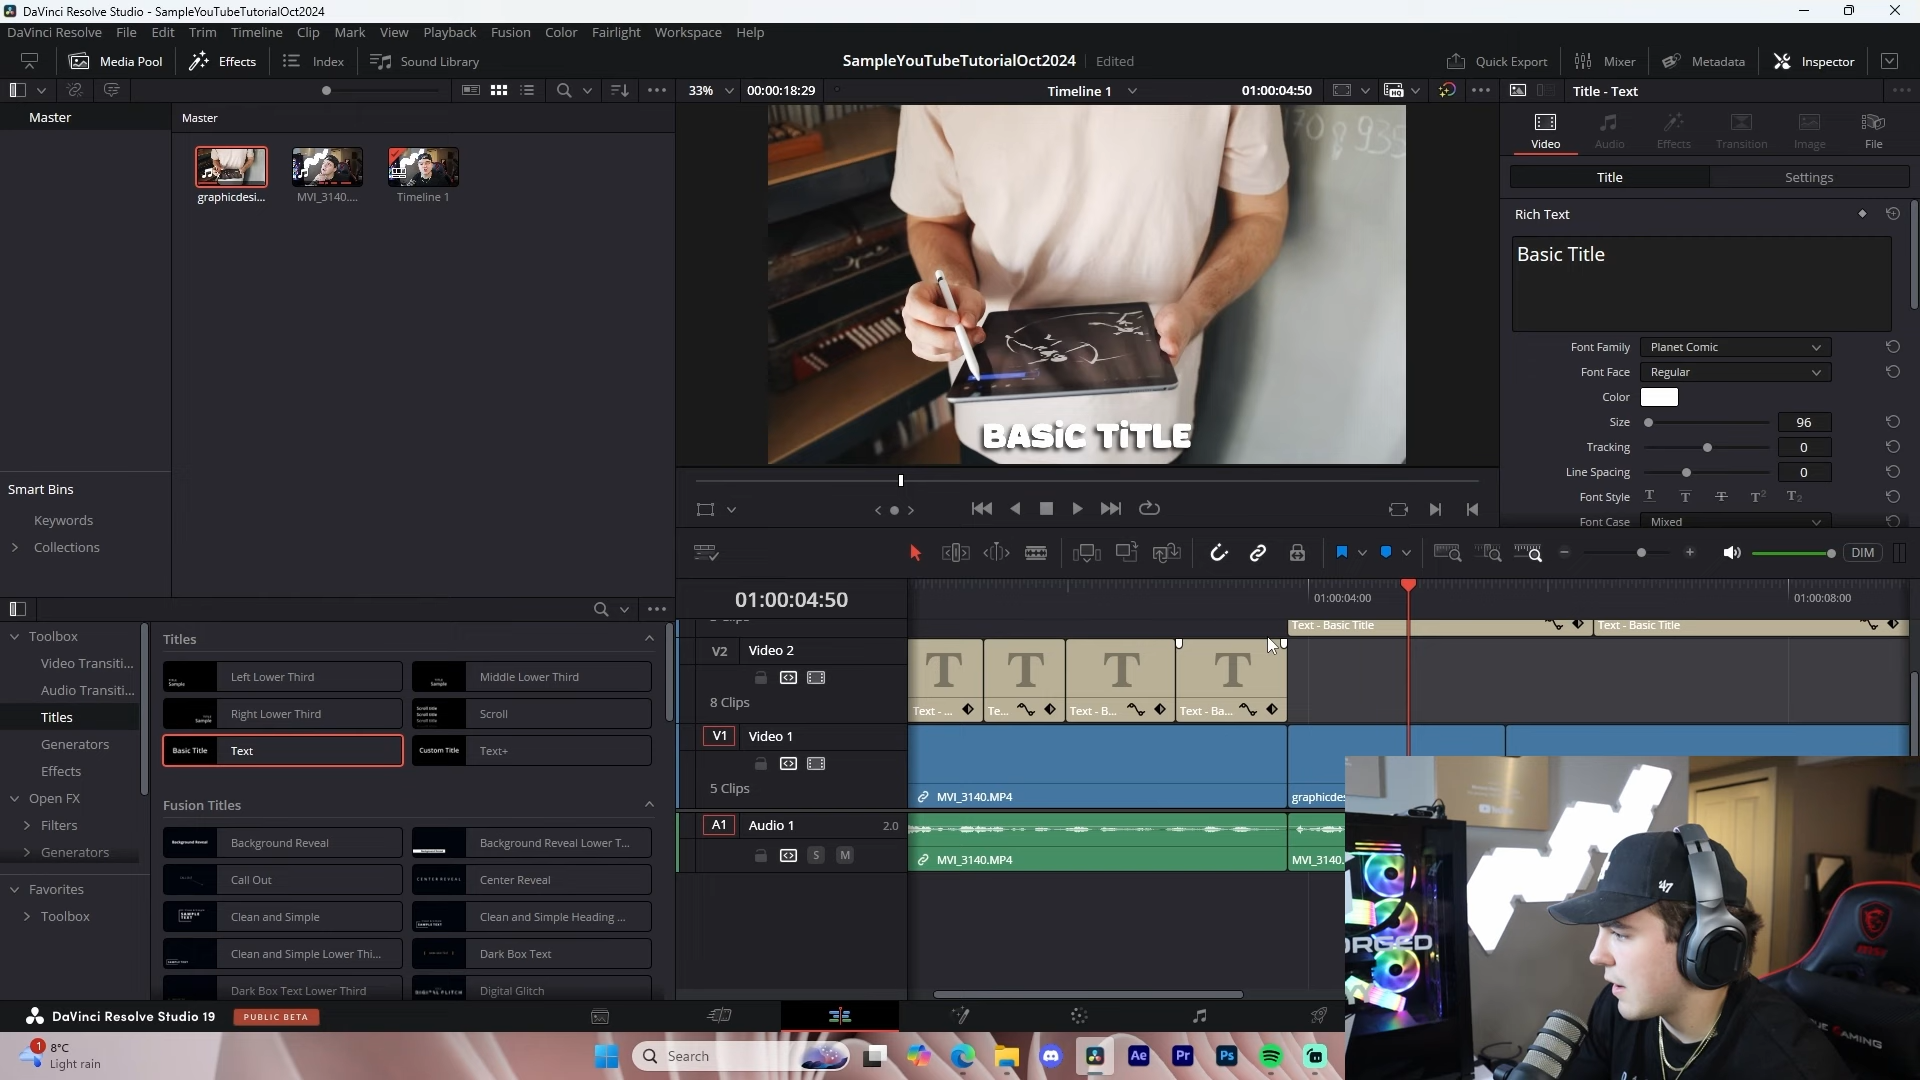 DaVinci Resolve Studio - SampleYouTubeTutorialOct2024
DaVinci Resolve File Edit Trim Timeline Clip Mark View Playback Fusion Color Fairlight Workspace Help
Media Pool Effects Index Sound Library SampleYouTubeTutorialOct2024 Edited Quick Export Mixer Metadata Inspector
33% 00:00:18:29 Timeline 1 01:00:04:50 Title - Text
Master
Master
graphicdesi... MVI_3140.... Timeline 1
Smart Bins
Keywords
Collections
BASiC TiTLE
Video Audio Effects Transition Image File
Title Settings
Rich Text
Basic Title
Font Family Planet Comic
Font Face Regular
Color
Size 96
Tracking 0
Line Spacing 0
Font Style
Font Case Mixed
DIM
Toolbox
Video Transiti...
Audio Transiti...
Titles
Generators
Effects
Open FX
Filters
Generators
Favorites
Toolbox
Titles
Left Lower Third Middle Lower Third
Right Lower Third Scroll
Basic Title Text Custom Title Text+
Fusion Titles
Background Reveal Background Reveal Lower T...
Call Out Center Reveal
Clean and Simple Clean and Simple Heading ...
Clean and Simple Lower Thi... Dark Box Text
Dark Box Text Lower Third Digital Glitch
01:00:04:50 01:00:04:00 01:00:08:00
Text - Basic Title Text - Basic Title
V2 Video 2
8 Clips
Text - ... Te... Text - B... Text - Ba...
V1 Video 1
5 Clips
MVI_3140.MP4 graphicdes
A1 Audio 1 2.0
S M
MVI_3140.MP4 MVI_3140.
DaVinci Resolve Studio 19 PUBLIC BETA
1
8°C
Light rain
Search
Ae Pr Ps
ORGED
'47